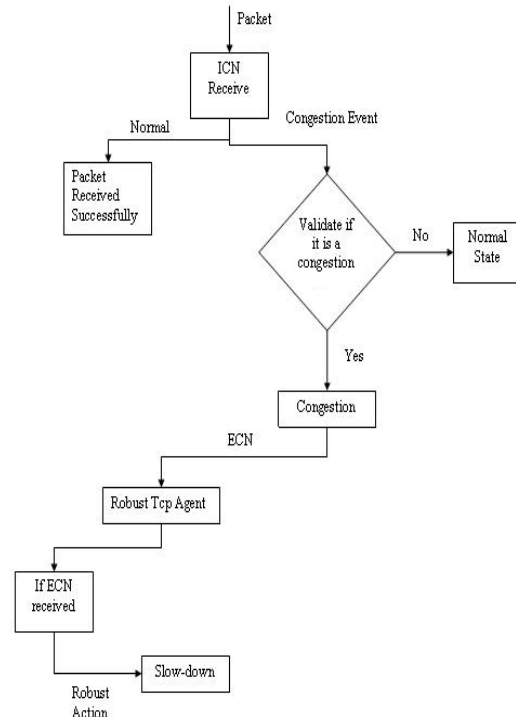 Packet
ICN
Receive
Normal
Congestion Event
Packet
Received
Successfully
Validate if
it is a
congestion
No
Normal
State
Yes
Congestion
ECN
Robust Tcp Agent
If ECN
received
Slow-down
Robust
Action